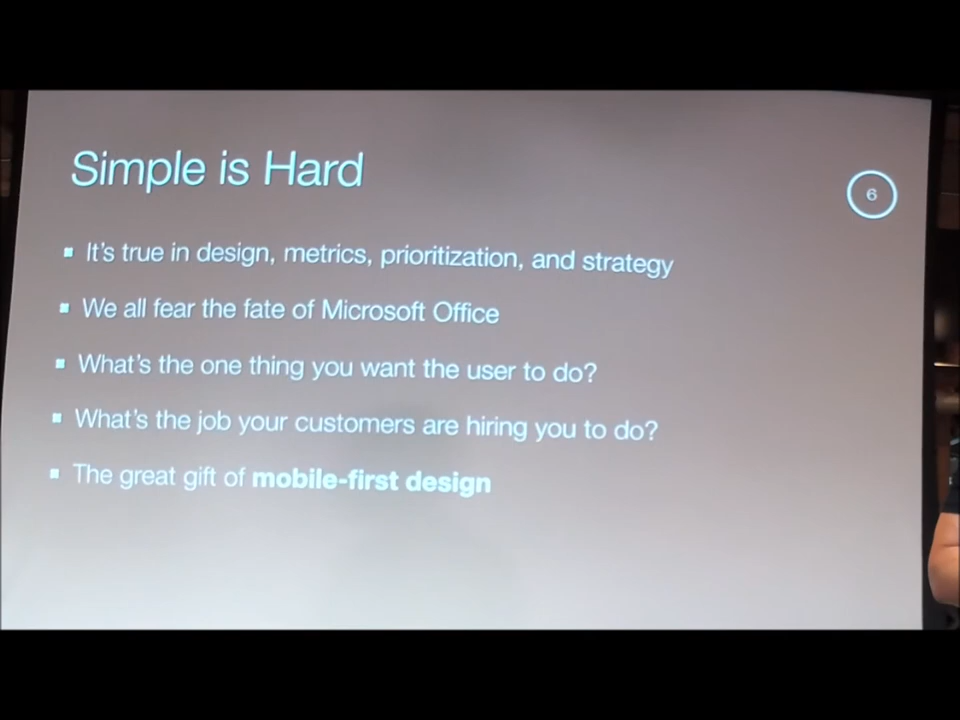 Simple is Hard
6
It's true in design, metrics, prioritization, and strategy
We all fear the fate of Microsoft Office
What's the one thing you want the user to do?
What's the job your customers are hiring you to do?
The great gift of mobile-first design